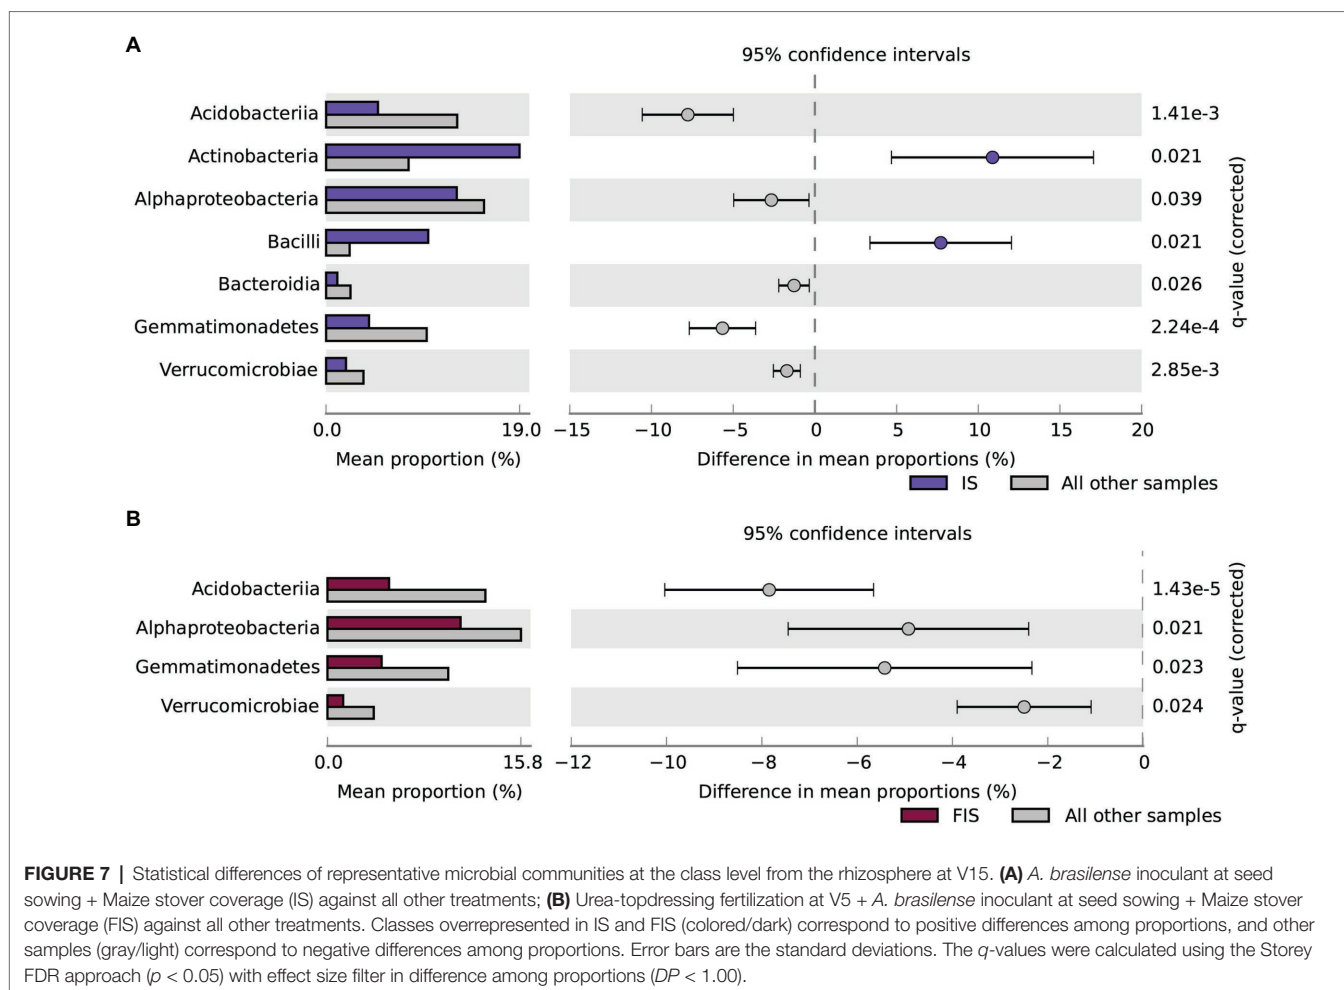 A
95% confidence intervals
Acidobacteriia 1.41e-3
Actinobacteria 0.021
Alphaproteobacteria 0.039
Bacilli 0.021
Bacteroidia 0.026
Gemmatimonadetes 2.24e-4
Verrucomicrobiae 2.85e-3
q-value (corrected)
0.0 19.0 −15 −10 −5 0 5 10 15 20
Mean proportion (%) Difference in mean proportions (%)
IS All other samples
B
95% confidence intervals
Acidobacteriia 1.43e-5
Alphaproteobacteria 0.021
Gemmatimonadetes 0.023
Verrucomicrobiae 0.024
q-value (corrected)
0.0 15.8 −12 −10 −8 −6 −4 −2 0
Mean proportion (%) Difference in mean proportions (%)
FIS All other samples
FIGURE 7 | Statistical differences of representative microbial communities at the class level from the rhizosphere at V15. (A) A. brasilense inoculant at seed
sowing + Maize stover coverage (IS) against all other treatments; (B) Urea-topdressing fertilization at V5 + A. brasilense inoculant at seed sowing + Maize stover
coverage (FIS) against all other treatments. Classes overrepresented in IS and FIS (colored/dark) correspond to positive differences among proportions, and other
samples (gray/light) correspond to negative differences among proportions. Error bars are the standard deviations. The q-values were calculated using the Storey
FDR approach (p < 0.05) with effect size filter in difference among proportions (DP < 1.00).